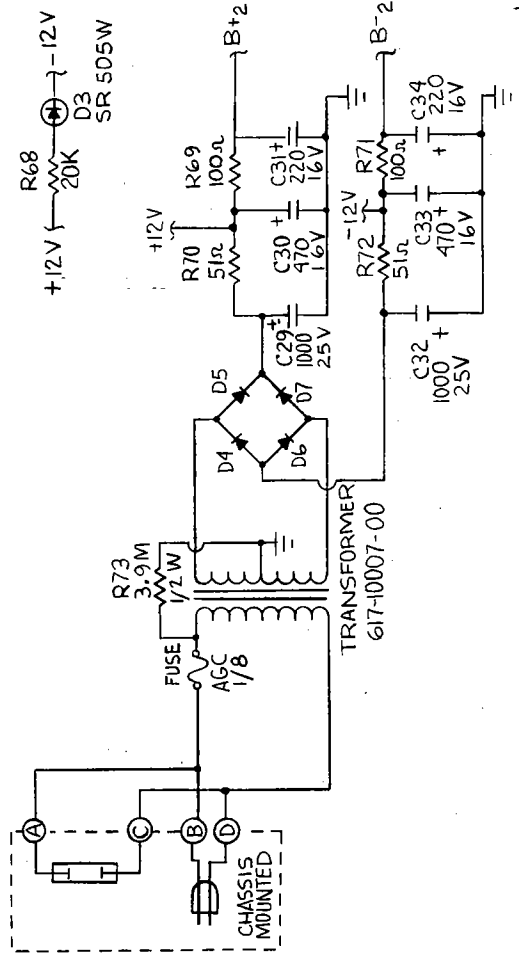 R68
20K
+12V
-12V
D3
SR 505W
R73
3.9M
1/2 W
FUSE
AGC
1/8
A
C
B
D
CHASSIS
MOUNTED
TRANSFORMER
617-10007-00
D4
D5
D6
D7
+12V
R70
51Ω
R69
100Ω
B+2
+
C29
1000
25V
+
C30
470
16V
+
C31
220
16V
C32
1000
25V
+
R72
51Ω
-12V
R71
100Ω
B-2
C33
470
16V
+
C34
220
16V
+